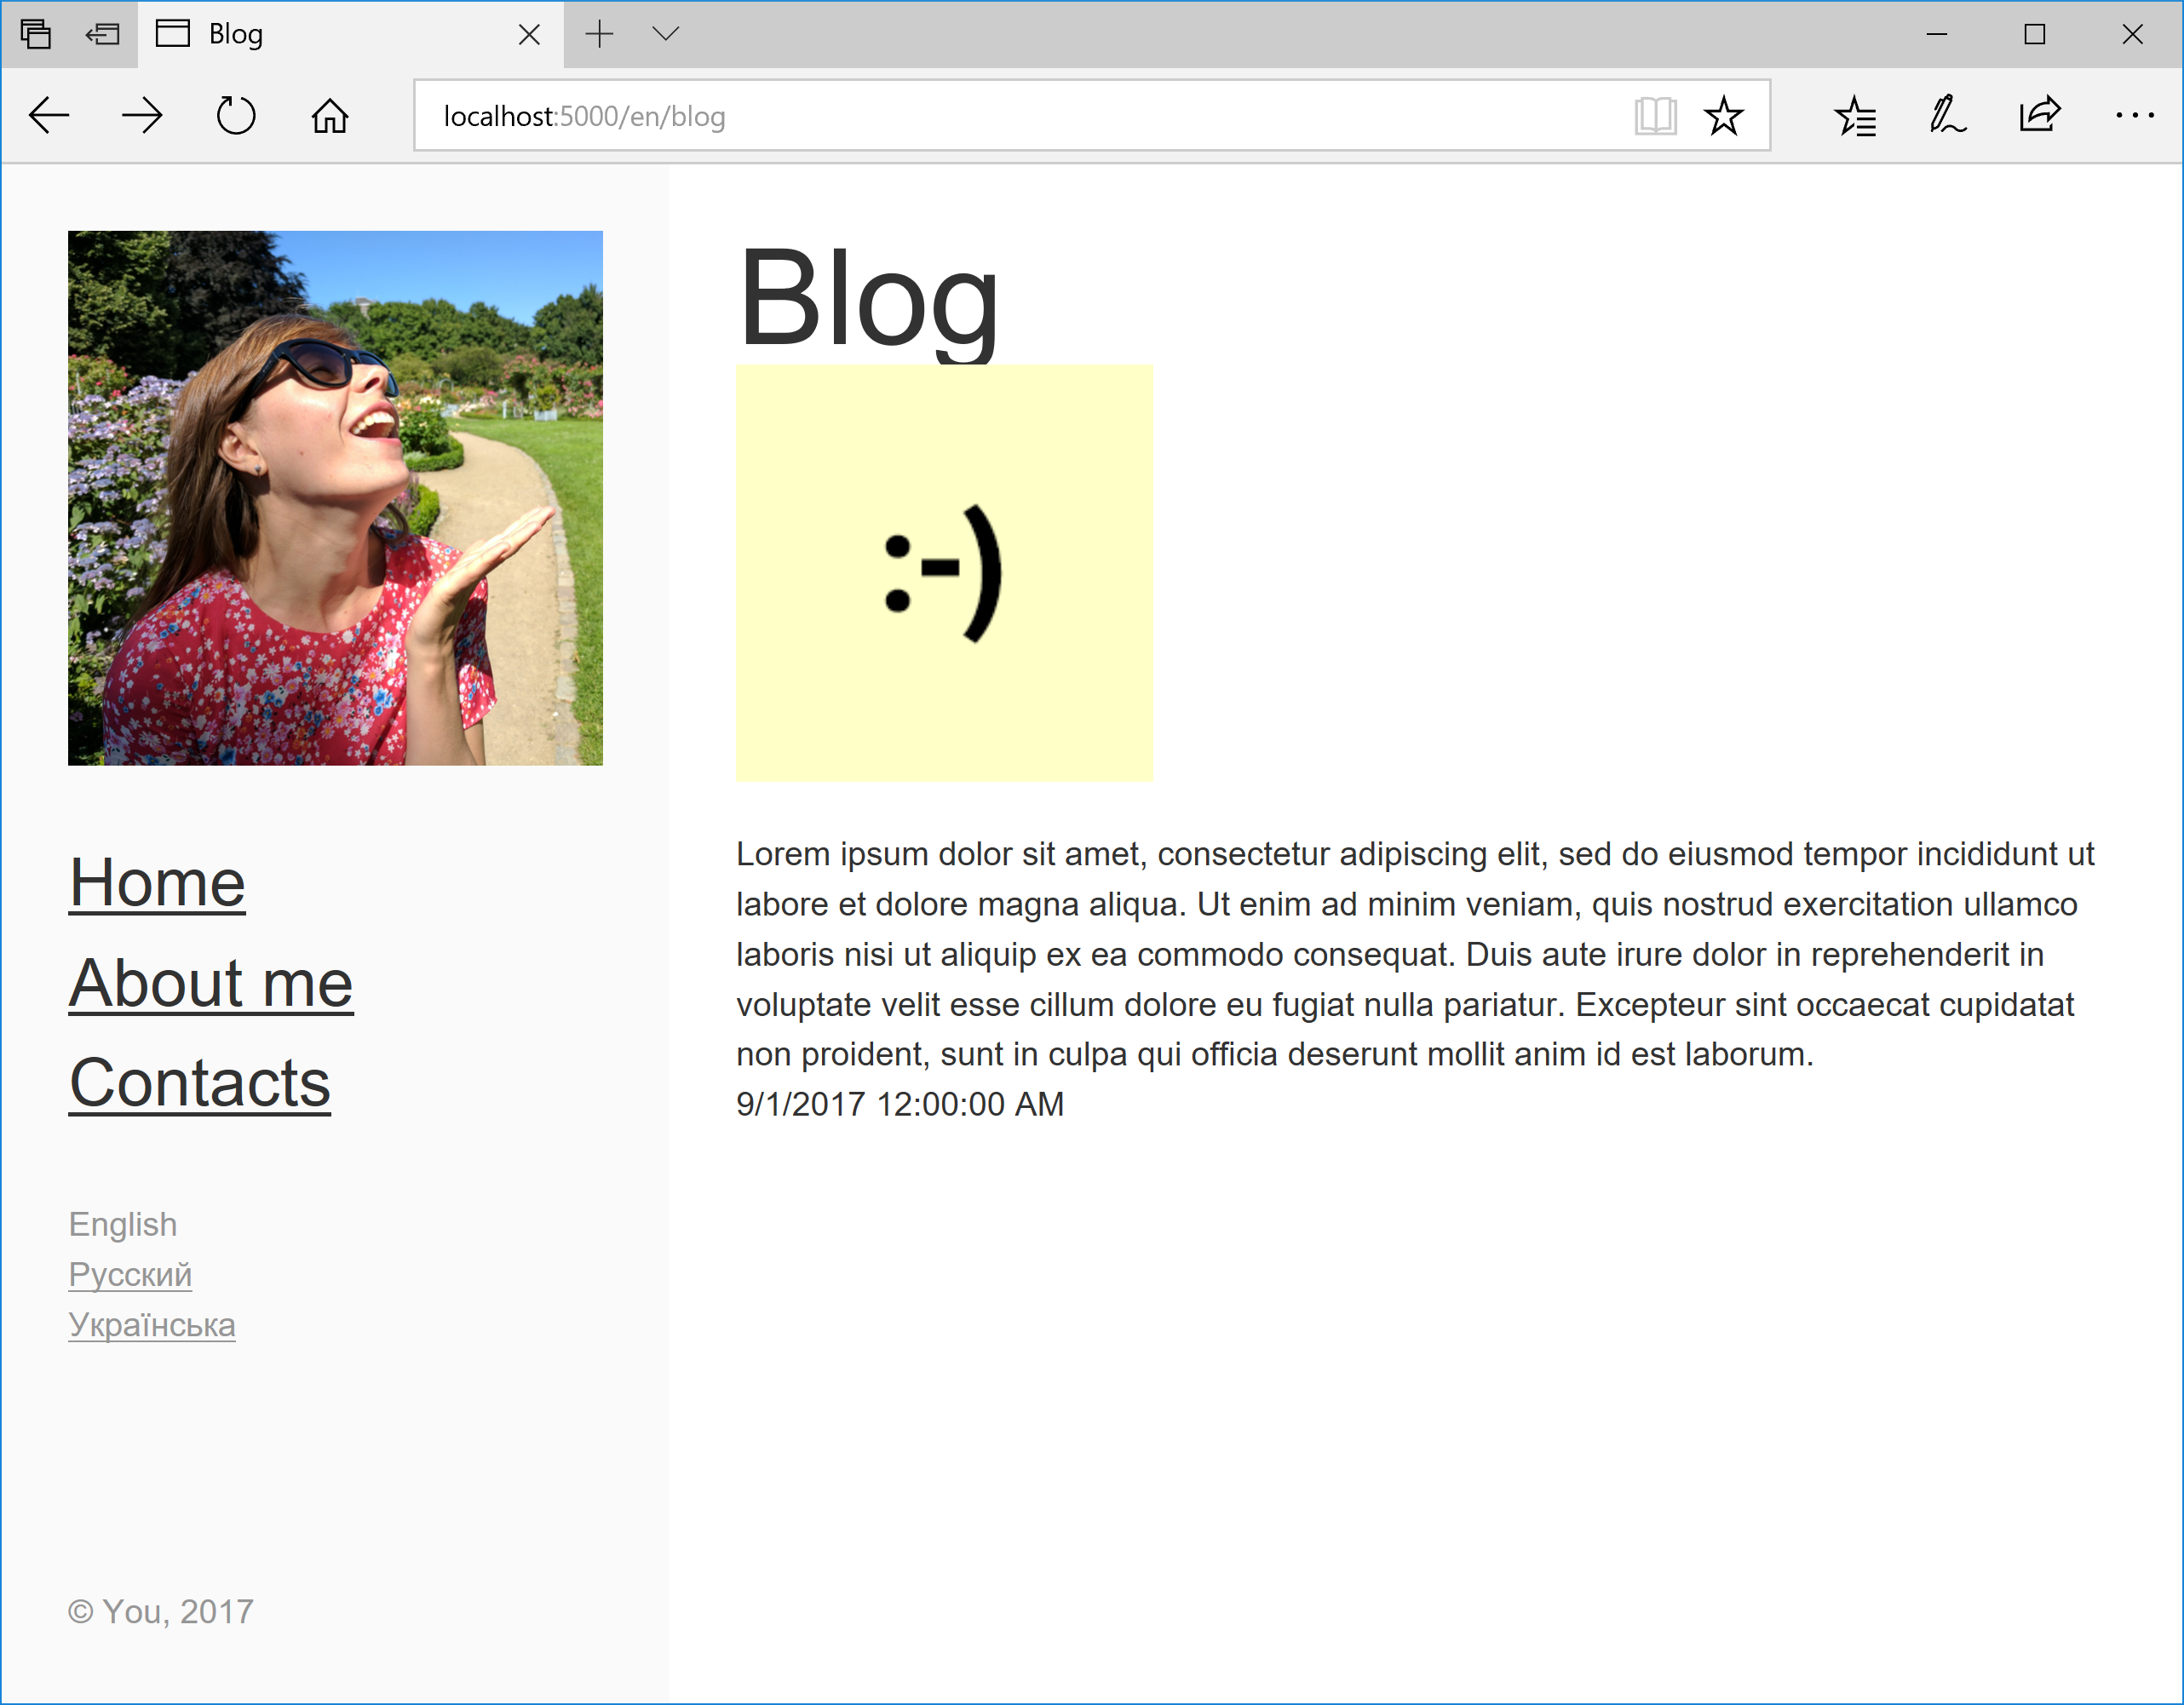 Blog
localhost:5000/en/blog
Blog
:-)
Home
About me
Contacts
English
Русский
Українська
© You, 2017
Lorem ipsum dolor sit amet, consectetur adipiscing elit, sed do eiusmod tempor incididunt ut
labore et dolore magna aliqua. Ut enim ad minim veniam, quis nostrud exercitation ullamco
laboris nisi ut aliquip ex ea commodo consequat. Duis aute irure dolor in reprehenderit in
voluptate velit esse cillum dolore eu fugiat nulla pariatur. Excepteur sint occaecat cupidatat
non proident, sunt in culpa qui officia deserunt mollit anim id est laborum.
9/1/2017 12:00:00 AM